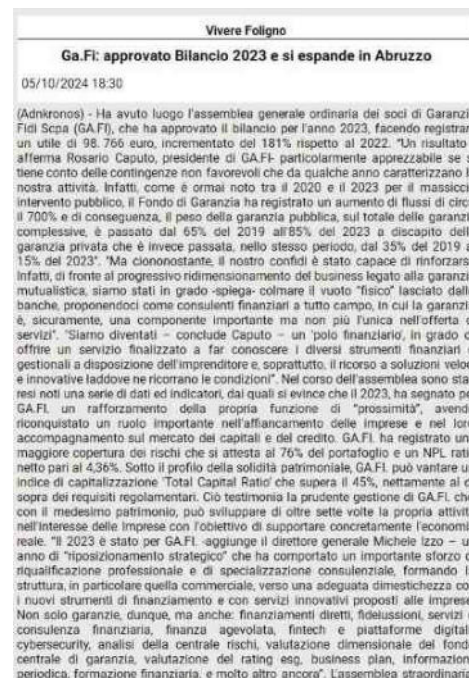 Vivere Foligno
Ga.Fi: approvato Bilancio 2023 e si espande in Abruzzo
05/10/2024 18:30
(Adnkronos) - Ha avuto luogo l'assemblea generale ordinaria dei soci di Garanzi
Fidi Scpa (GA.FI), che ha approvato il bilancio per l'anno 2023, facendo registrar
un utile di 98. 766 euro, incremento del 181% rispetto al 2022. "Un risultato
afferma Rosario Caputo, presidente di GA.FI- particolarmente apprezzabile se s
tiene conto delle contingenze non favorevoli che da qualche anno caratterizzano l
nostra attività. Infatti, come è ormai noto tra il 2020 e il 2023 per il massicci
intervento pubblico, il Fondo di Garanzia ha registrato un aumento di flussi di circ
il 700% e di conseguenza, il peso della garanzia pubblica, sul totale delle garanzi
complessive, è passato dal 65% del 2019 all'85% del 2023 a discapito dell
garanzia privata che è invece passata, nello stesso periodo, dal 35% del 2019 a
15% del 2023". "Ma ciononostante, il nostro confidi è stato capace di rinforzars
Infatti, di fronte al progressivo ridimensionamento del business legato alla garanzi
mutualistica, siamo stati in grado -spiega- colmare il vuoto "fisico" lasciato dall
banche, proponendoci come consulenti finanziari a tutto campo, in cui la garanzi
è, sicuramente, una componente importante ma non più l'unica nell'offerta d
servizi". "Siamo diventati – conclude Caputo – un 'polo finanziario', in grado d
offrire un servizio finalizzato a far conoscere i diversi strumenti finanziari e
gestionali a disposizione dell'imprenditore e, soprattutto, il ricorso a soluzioni veloc
e innovative laddove ne ricorrano le condizioni". Nel corso dell'assemblea sono stat
resi noti una serie di dati ed indicatori, dai quali si evince che il 2023, ha segnato pe
GA.FI. un rafforzamento della propria funzione di "prossimità", avend
riconquistato un ruolo importante nell'affiancamento delle imprese e nel loro
accompagnamento sul mercato dei capitali e del credito. GA.FI. ha registrato un
maggiore copertura dei rischi che si attesta al 76% del portafoglio e un NPL rati
netto pari al 4,36%. Sotto il profilo della solidità patrimoniale, GA.FI. può vantare u
indice di capitalizzazione 'Total Capital Ratio' che supera il 45%, nettamente al d
sopra dei requisiti regolamentari. Ciò testimonia la prudente gestione di GA.FI. che
con il medesimo patrimonio, può sviluppare di oltre sette volte la propria attivit
nell'interesse delle Imprese con l'obiettivo di supportare concretamente l'economi
reale. "Il 2023 è stato per GA.FI. -aggiunge il direttore generale Michele Izzo – u
anno di "riposizionamento strategico" che ha comportato un importante sforzo d
riqualificazione professionale e di specializzazione consulenziale, formando l
struttura, in particolare quella commerciale, verso una adeguata dimestichezza co
i nuovi strumenti di finanziamento e con servizi innovativi proposti alle imprese
Non solo garanzie, dunque, ma anche: finanziamenti diretti, fideiussioni, servizi d
consulenza finanziaria, finanza agevolata, fintech e piattaforme digitali
cybersecurity, analisi della centrale rischi, valutazione dimensionale del fond
centrale di garanzia, valutazione del rating esg, business plan, informazion
periodica, formazione finanziaria, e molto altro ancora". L'assemblea straordinari